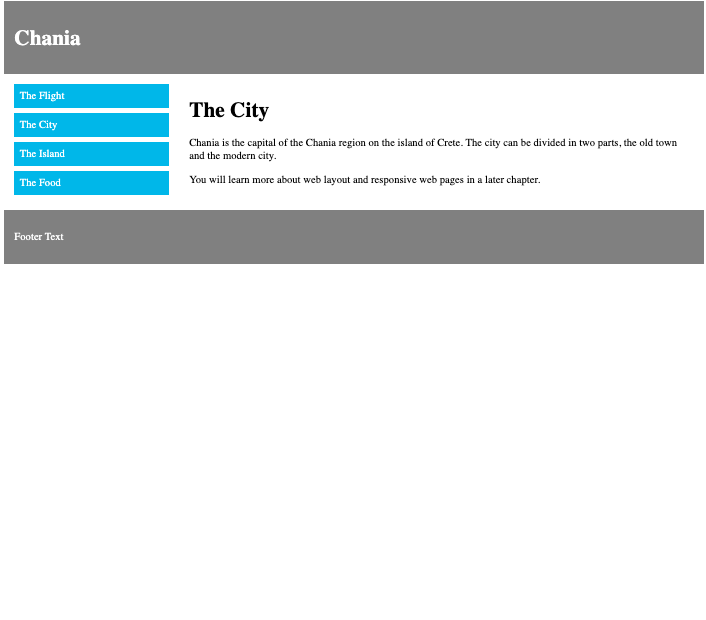 Chania
The Flight
The City
The Island
The Food
The City
Chania is the capital of the Chania region on the island of Crete. The city can be divided in two parts, the old town
and the modern city.
You will learn more about web layout and responsive web pages in a later chapter.
Footer Text